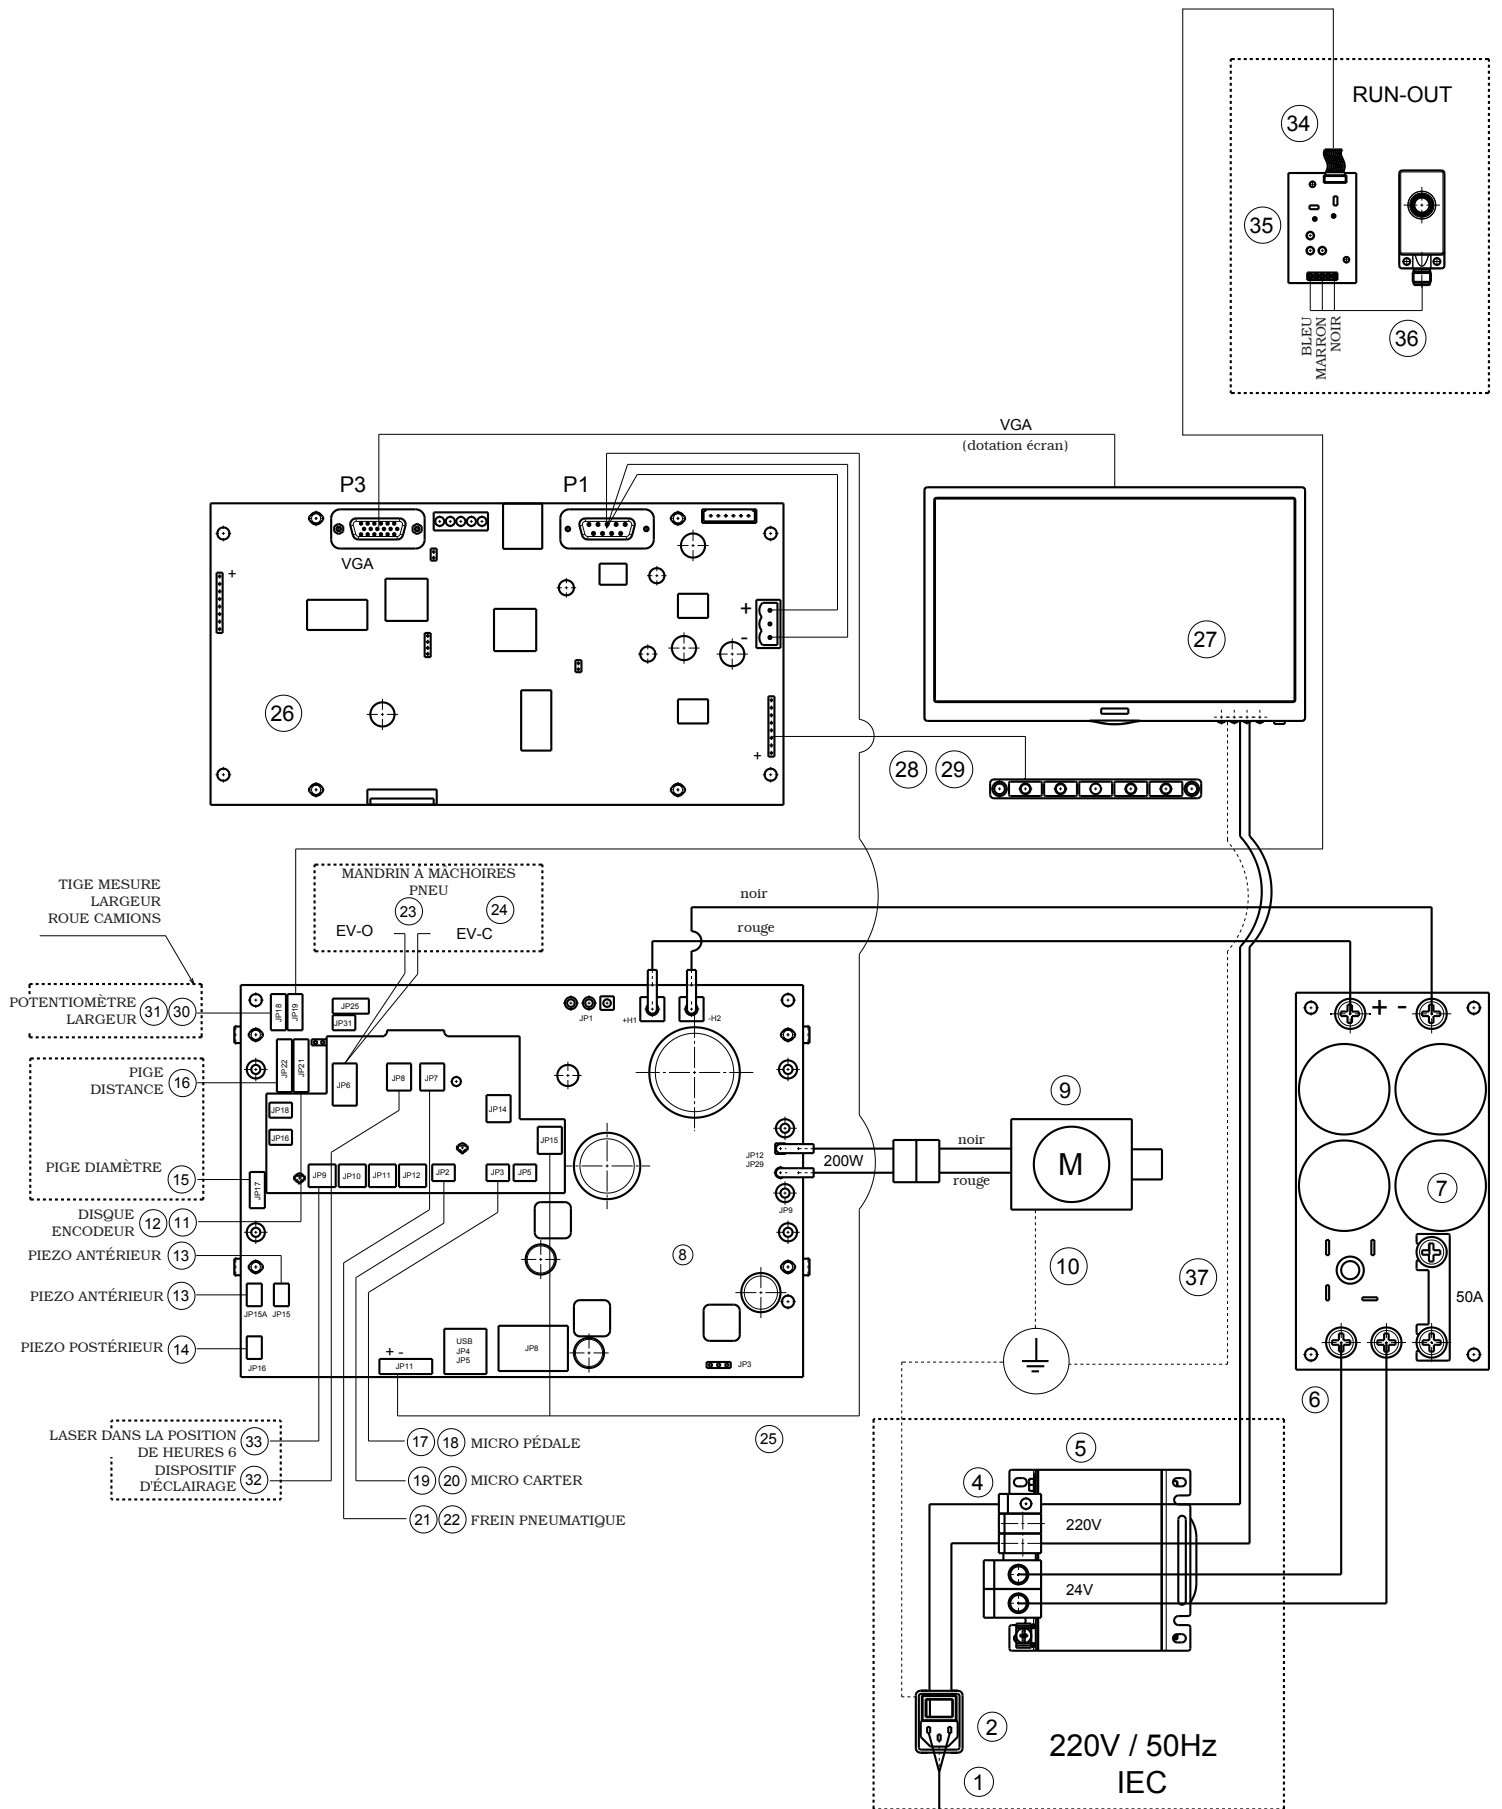 RUN-OUT
34
35
BLEU
MARRON
NOIR
36
VGA
(dotation écran)
P3
P1
VGA
+
+
-
27
26
+
28
29
MANDRIN À MÂCHOIRES
PNEU
23
24
EV-O
EV-C
TIGE MESURE
LARGEUR
ROUE CAMIONS
noir
rouge
POTENTIOMÈTRE
LARGEUR
31
30
JP18
JP19
JP25
JP31
JP1
+H1
-H2
+ -
PIGE
DISTANCE
16
JP22
JP21
JP6
JP8
JP7
JP18
JP16
JP14
JP15
9
PIGE DIAMÈTRE
15
JP17
JP9
JP10
JP11
JP12
JP2
JP3
JP5
JP12
JP29
200W
noir
rouge
M
7
JP9
DISQUE
ENCODEUR
12
11
PIEZO ANTÉRIEUR
13
8
10
37
PIEZO ANTÉRIEUR
13
JP15A
JP15
50A
PIEZO POSTÉRIEUR
14
JP16
+ -
JP11
USB
JP4
JP5
JP8
JP3
6
LASER DANS LA POSITION
DE HEURES 6
33
DISPOSITIF
D'ÉCLAIRAGE
32
17
18
MICRO PÉDALE
19
20
MICRO CARTER
21
22
FREIN PNEUMATIQUE
25
5
4
220V
24V
2
1
220V / 50Hz
IEC